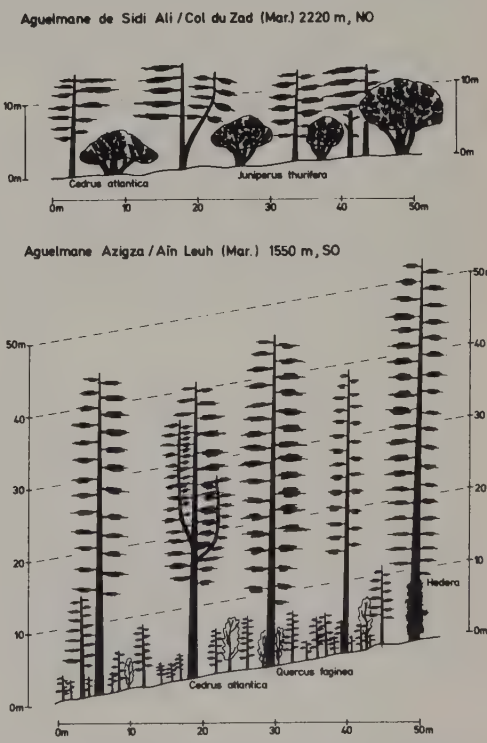 Aguelmane de Sidi Ali / Col du Zad (Mar.) 2220 m, NO
10m
10m
0m
0m
Cedrus atlantica
Juniperus thurifera
0m 10 20 30 40 50m
Aguelmane Azigza / Aïn Leuh (Mar.) 1550 m, SO
50m
50m
40
40
30
30
20
20
10
10
Hedera
0m
0m
Cedrus atlantica
Quercus faginea
0m 10 20 30 40 50m